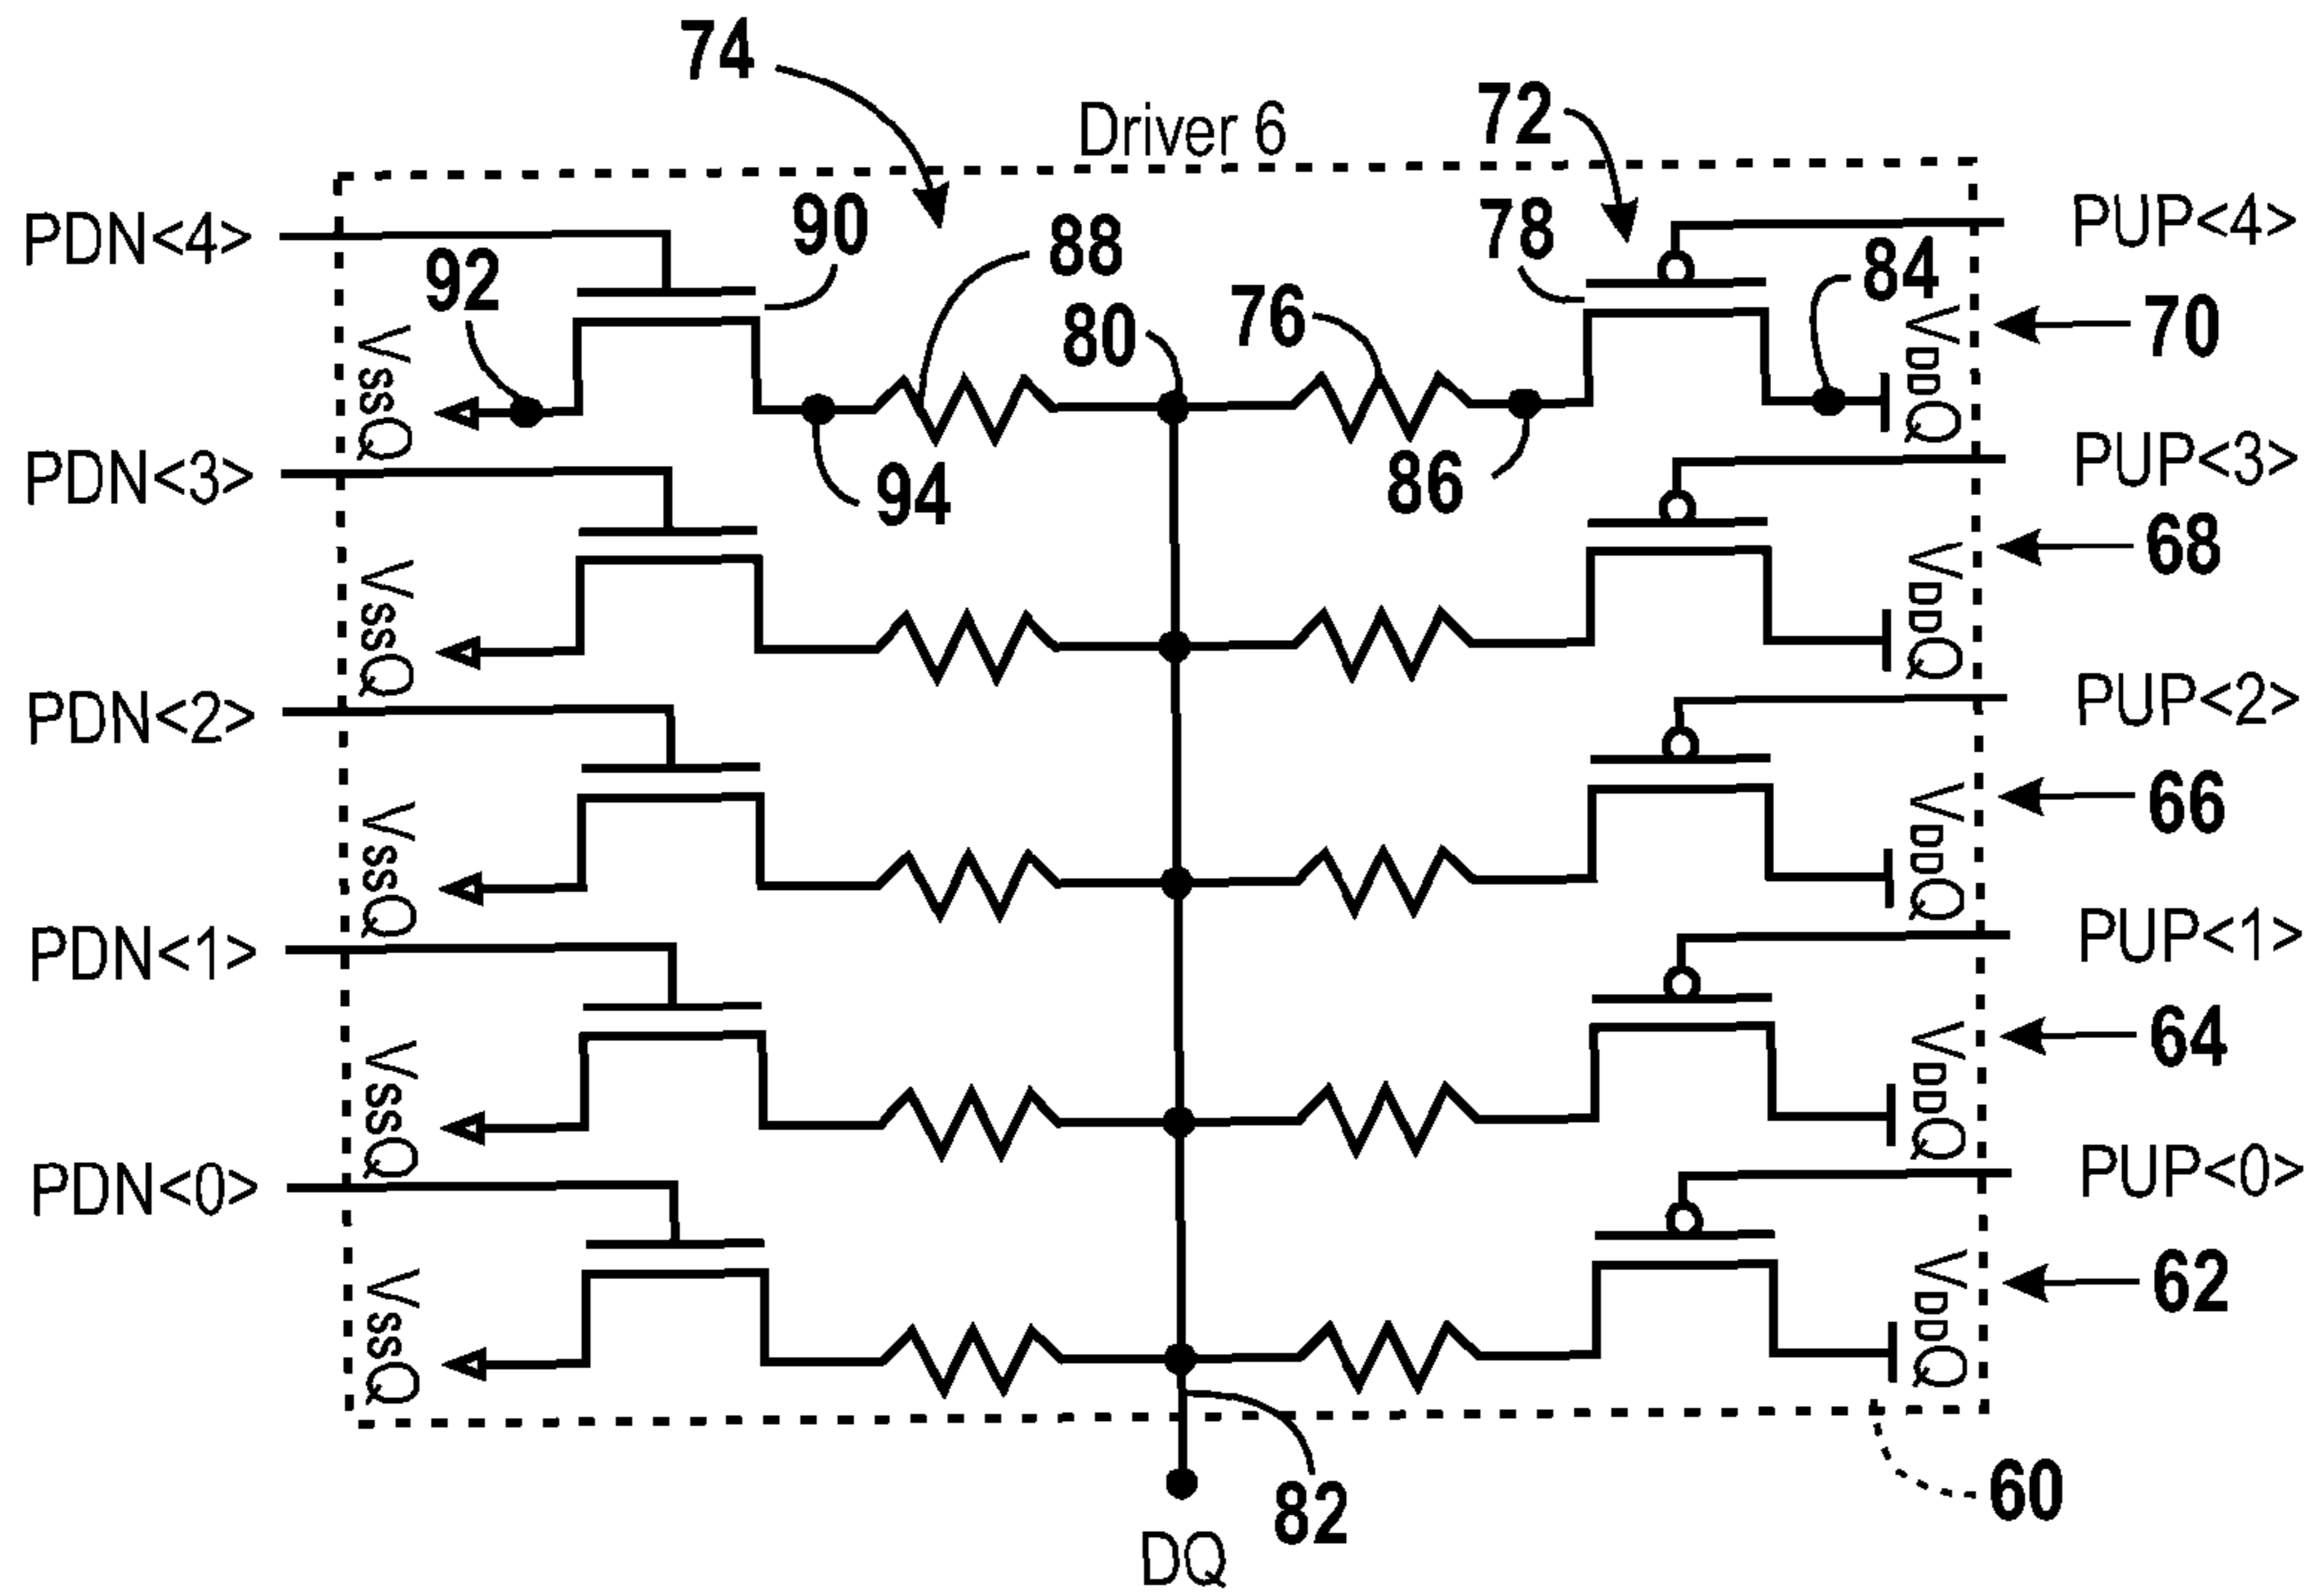 74
Driver 6
72
PDN<4>
92
90
88
80
76
78
84
PUP<4>
VSSQ
VDDQ
70
94
86
PDN<3>
PUP<3>
VSSQ
VDDQ
68
PDN<2>
PUP<2>
VSSQ
VDDQ
66
PDN<1>
PUP<1>
VSSQ
VDDQ
64
PDN<0>
PUP<0>
VSSQ
VDDQ
62
82
60
DQ